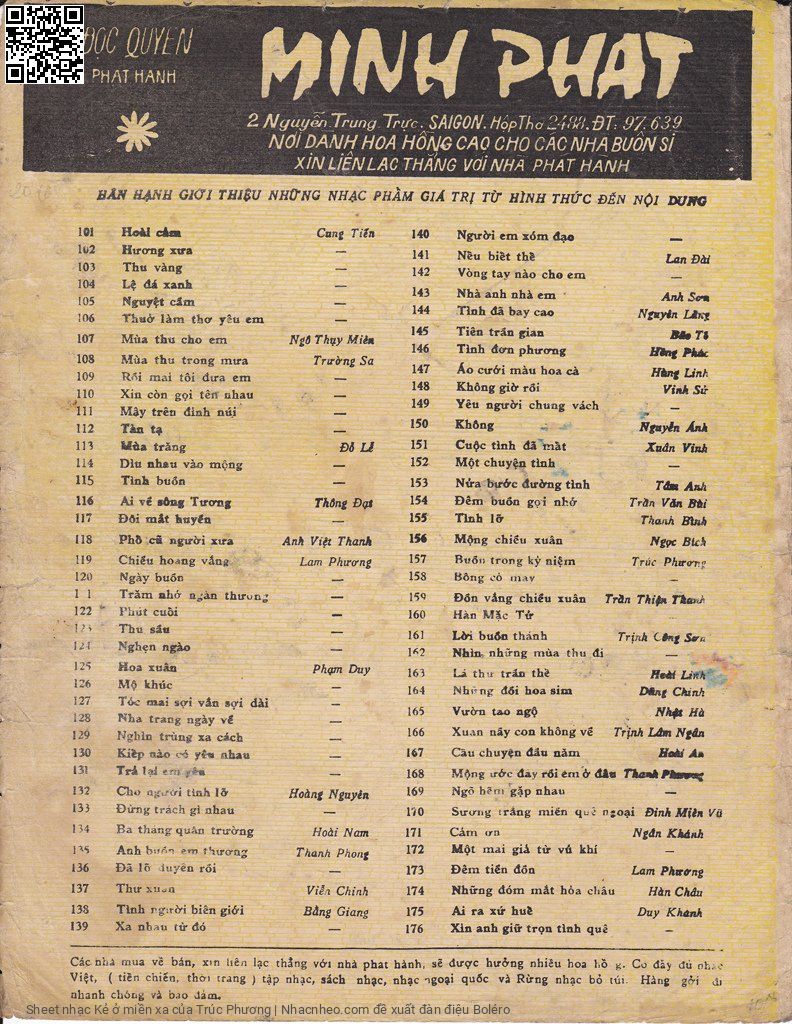 ĐỘC QUYỀN
PHÁT HÀNH
MINH PHÁT
2 Nguyễn Trung Trực. SAIGON. Hộp Thơ 2488. ĐT: 97.639
NƠI DÀNH HOA HỒNG CAO CHO CÁC NHÀ BUÔN SỈ
XIN LIÊN LẠC THẲNG VỚI NHÀ PHÁT HÀNH
HÂN HẠNH GIỚI THIỆU NHỮNG NHẠC PHẨM GIÁ TRỊ TỪ HÌNH THỨC ĐẾN NỘI DUNG
101 Hoài cảm Cung Tiến
102 Hương xưa —
103 Thu vàng —
104 Lệ đá xanh —
105 Nguyệt cầm —
106 Thuở làm thơ yêu em —
107 Mùa thu cho em Ngô Thụy Miên
108 Mùa thu trong mưa Trường Sa
109 Rồi mai tôi đưa em —
110 Xin còn gọi tên nhau —
111 Mây trên đỉnh núi —
112 Tàn tạ —
113 Mùa trăng Đỗ Lễ
114 Dìu nhau vào mộng —
115 Tình buồn —
116 Ai về sông Tương Thông Đạt
117 Đôi mắt huyền —
118 Phố cũ người xưa Anh Việt Thanh
119 Chiều hoang vắng Lam Phương
120 Ngày buồn —
1 1 Trăm nhớ ngàn thương —
122 Phút cuối —
123 Thu sầu —
124 Nghẹn ngào —
125 Hoa xuân Phạm Duy
126 Mộ khúc —
127 Tóc mai sợi vắn sợi dài —
128 Nha trang ngày về —
129 Nghìn trùng xa cách —
130 Kiếp nào có yêu nhau —
131 Trả lại em yêu —
132 Cho người tình lỡ Hoàng Nguyên
133 Đừng trách gì nhau —
134 Ba tháng quân trường Hoài Nam
135 Anh buồn em thương Thanh Phong
136 Đã lỡ duyên rồi —
137 Thư xuân Viễn Chinh
138 Tình người biên giới Bằng Giang
139 Xa nhau từ đó —
140 Người em xóm đạo —
141 Nếu biết thế Lan Đài
142 Vòng tay nào cho em —
143 Nhà anh nhà em Anh Sơn
144 Tình đã bay cao Nguyên Lãng
145 Tiên trần gian Bảo Tố
146 Tình đơn phương Hồng Phúc
147 Áo cưới màu hoa cà Hùng Linh
148 Không giờ rồi Vinh Sử
149 Yêu người chung vách —
150 Không Nguyễn Ánh
151 Cuộc tình đã mất Xuân Vinh
152 Một chuyện tình —
153 Nửa bước đường tình Tâm Anh
154 Đêm buồn gọi nhớ Trần Văn Bùi
155 Tình lỡ Thanh Bình
156 Mộng chiều xuân Ngọc Bích
157 Buồn trong kỷ niệm Trúc Phương
158 Bông cỏ may —
159 Đồn vắng chiều xuân Trần Thiện Thanh
160 Hàn Mặc Tử —
161 Lời buồn thánh Trịnh Công Sơn
162 Nhìn những mùa thu đi —
163 Lá thư trần thế Hoài Linh
164 Những đồi hoa sim Dũng Chinh
165 Vườn tao ngộ Nhật Hà
166 Xuân nầy con không về Trịnh Lâm Ngân
167 Câu chuyện đầu năm Hoài An
168 Mộng ước đây rồi em ở đâu Thanh Phương
169 Ngõ hẽm gặp nhau —
170 Sương trắng miền quê ngoại Đinh Miên Vũ
171 Cám ơn Ngân Khánh
172 Một mai giả từ vũ khí —
173 Đêm tiền đồn Lam Phương
174 Những đóm mắt hỏa châu Hàn Châu
175 Ai ra xứ huế Duy Khánh
176 Xin anh giữ trọn tình quê —
Các nhà mua về bán, xin liên lạc thẳng với nhà phát hành, sẽ được hưởng nhiều hoa hồ g. Có đầy đủ nhạc
Việt, ( tiền chiến, thời trang ) tập nhạc, sách nhạc, nhạc ngoại quốc và Rừng nhạc bỏ túi. Hàng gởi đi
nhanh chóng và bảo đảm.
Sheet nhạc Kẻ ở miền xa của Trúc Phương | Nhacnheo.com đề xuất đàn điệu Boléro